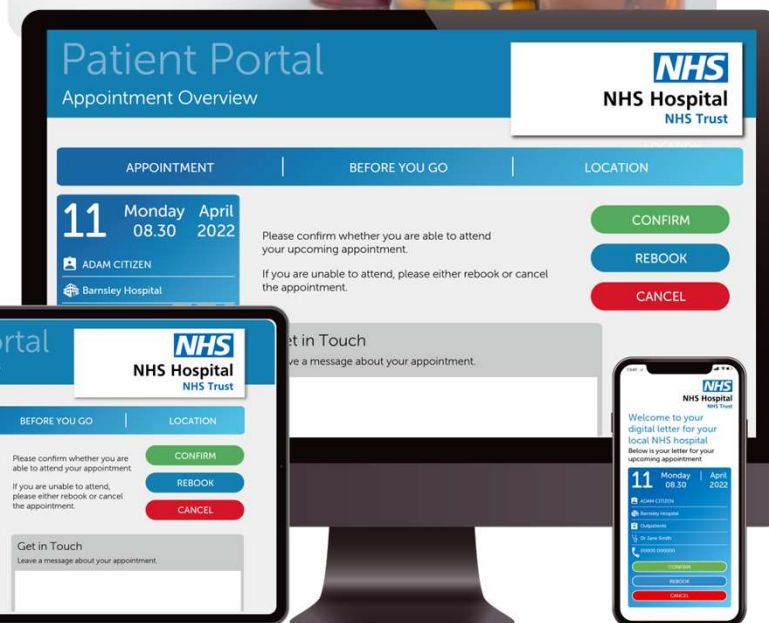 Patient Portal
Appointment Overview
NHS
NHS Hospital
NHS Trust
APPOINTMENT
BEFORE YOU GO
LOCATION
11
Monday April
08.30 2022
ADAM CITIZEN
Barnsley Hospital
Please confirm whether you are able to attend
your upcoming appointment.
If you are unable to attend, please either rebook or cancel
the appointment.
CONFIRM
REBOOK
CANCEL
et in Touch
ve a message about your appointment.
rtal
NHS
NHS Hospital
NHS Trust
BEFORE YOU GO
LOCATION
Please confirm whether you are
able to attend your appointment.
If you are unable to attend,
please either rebook or cancel
the appointment.
CONFIRM
REBOOK
CANCEL
Get in Touch
Leave a message about your appointment.
NHS
NHS Hospital
NHS Trust
Welcome to your
digital letter for your
local NHS hospital
Below is your letter for your
upcoming appointment
11
Monday April
08.30 2022
ADAM CITIZEN
Barnsley Hospital
Outpatients
Dr Jane Smith
00000 000000
CONFIRM
REBOOK
CANCEL